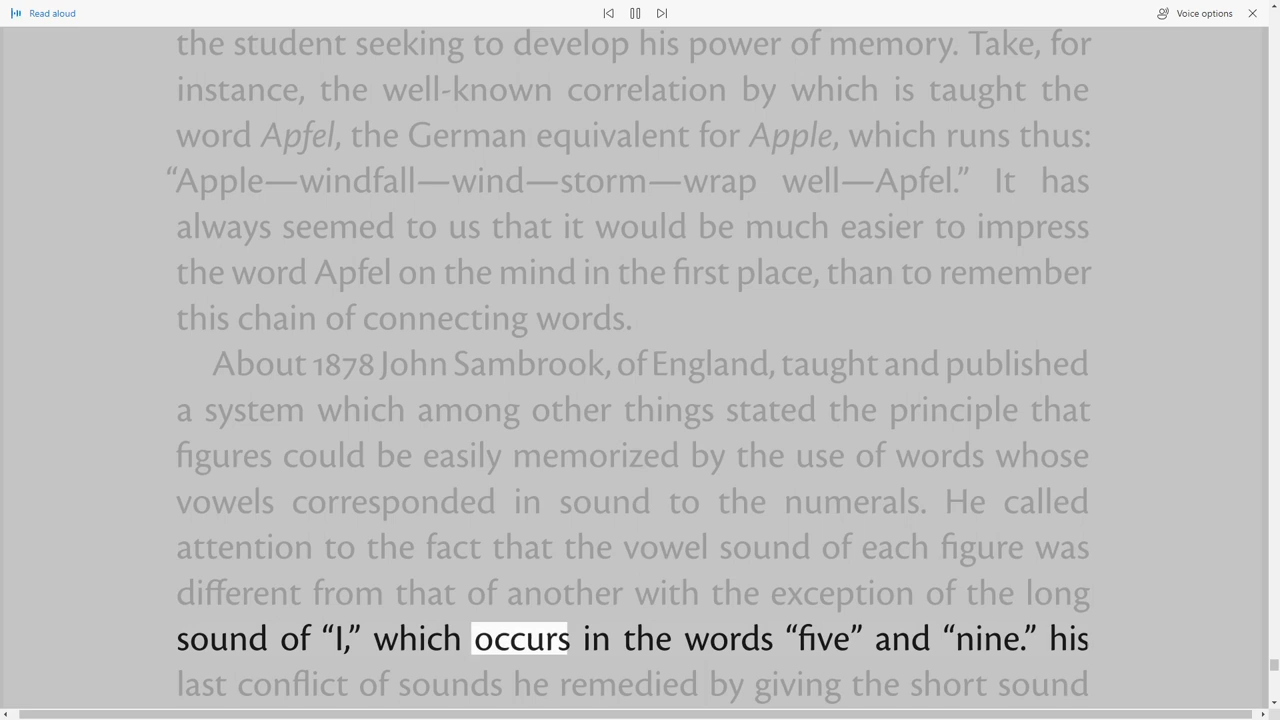 Read aloud
Voice options
the student seeking to develop his power of memory. Take, for
instance, the well-known correlation by which is taught the
word Apfel, the German equivalent for Apple, which runs thus:
“Apple—windfall—wind—storm—wrap well—Apfel.” It has
always seemed to us that it would be much easier to impress
the word Apfel on the mind in the first place, than to remember
this chain of connecting words.
About 1878 John Sambrook, of England, taught and published
a system which among other things stated the principle that
figures could be easily memorized by the use of words whose
vowels corresponded in sound to the numerals. He called
attention to the fact that the vowel sound of each figure was
different from that of another with the exception of the long
sound of “I,” which occurs in the words “five” and “nine.” his
last conflict of sounds he remedied by giving the short sound